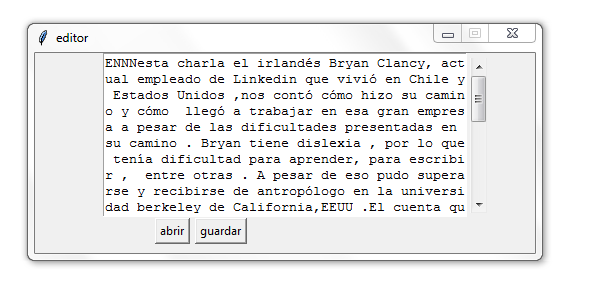 editor
ENNNesta charla el irlandés Bryan Clancy, act
ual empleado de Linkedin que vivió en Chile y
 Estados Unidos ,nos contó cómo hizo su camin
o y cómo  llegó a trabajar en esa gran empres
a a pesar de las dificultades presentadas en
su camino . Bryan tiene dislexia , por lo que
 tenía dificultad para aprender, para escribi
r ,  entre otras . A pesar de eso pudo supera
rse y recibirse de antropólogo en la universi
dad berkeley de California,EEUU .El cuenta qu
abrir guardar